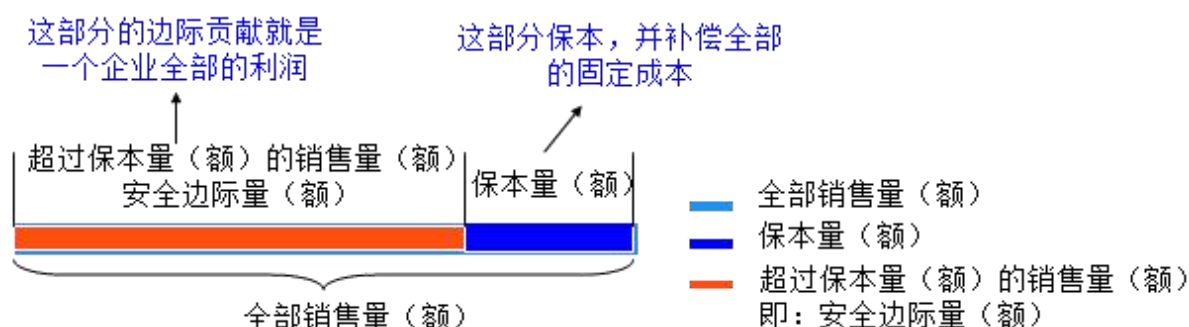 这部分的边际贡献就是
一个企业全部的利润
这部分保本，并补偿全部
的固定成本
超过保本量（额）的销售量（额）
安全边际量（额）
保本量（额）
全部销售量（额）
全部销售量（额）
保本量（额）
超过保本量（额）的销售量（额）
即：安全边际量（额）